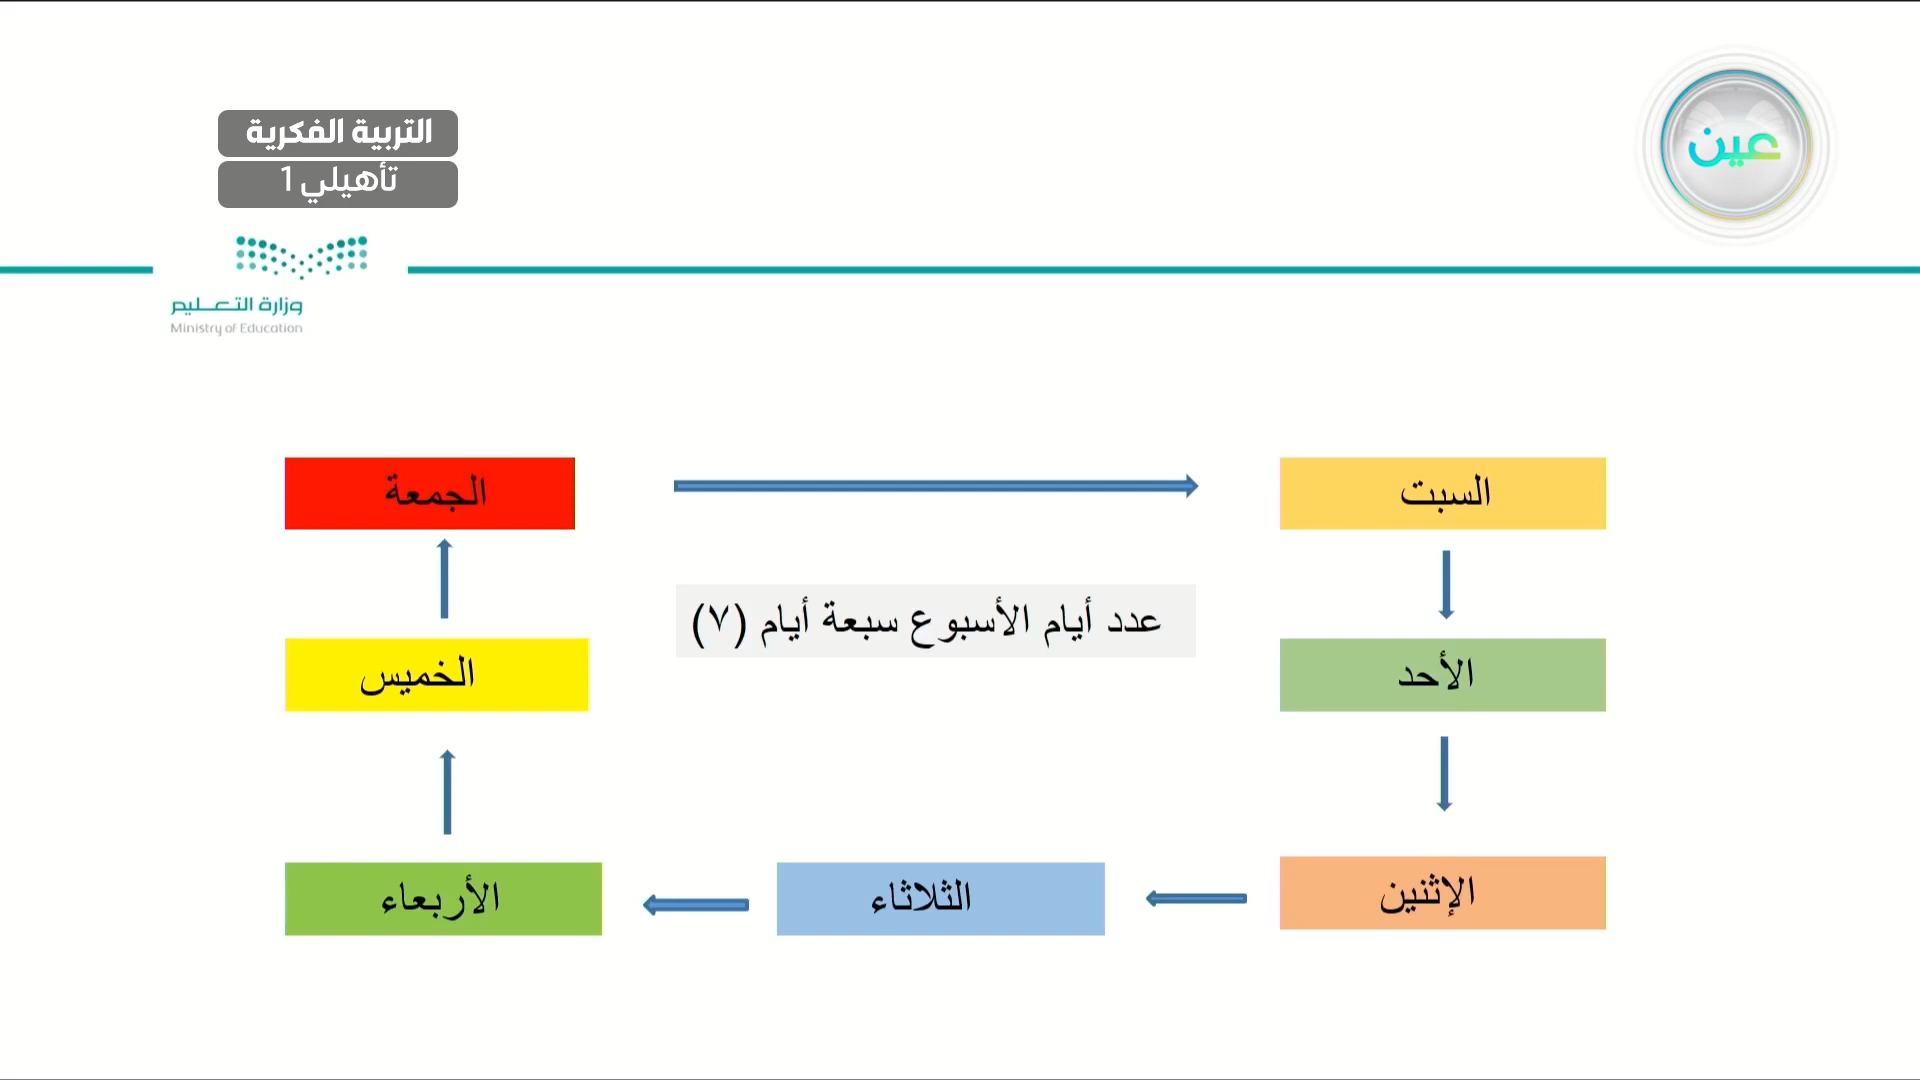 عين
التربية الفكرية
تأهيلي 1
وزارة التعليم
Ministry of Education
السبت
الجمعة
عدد أيام الأسبوع سبعة أيام (٧)
الأحد
الخميس
الإثنين
الثلاثاء
الأربعاء